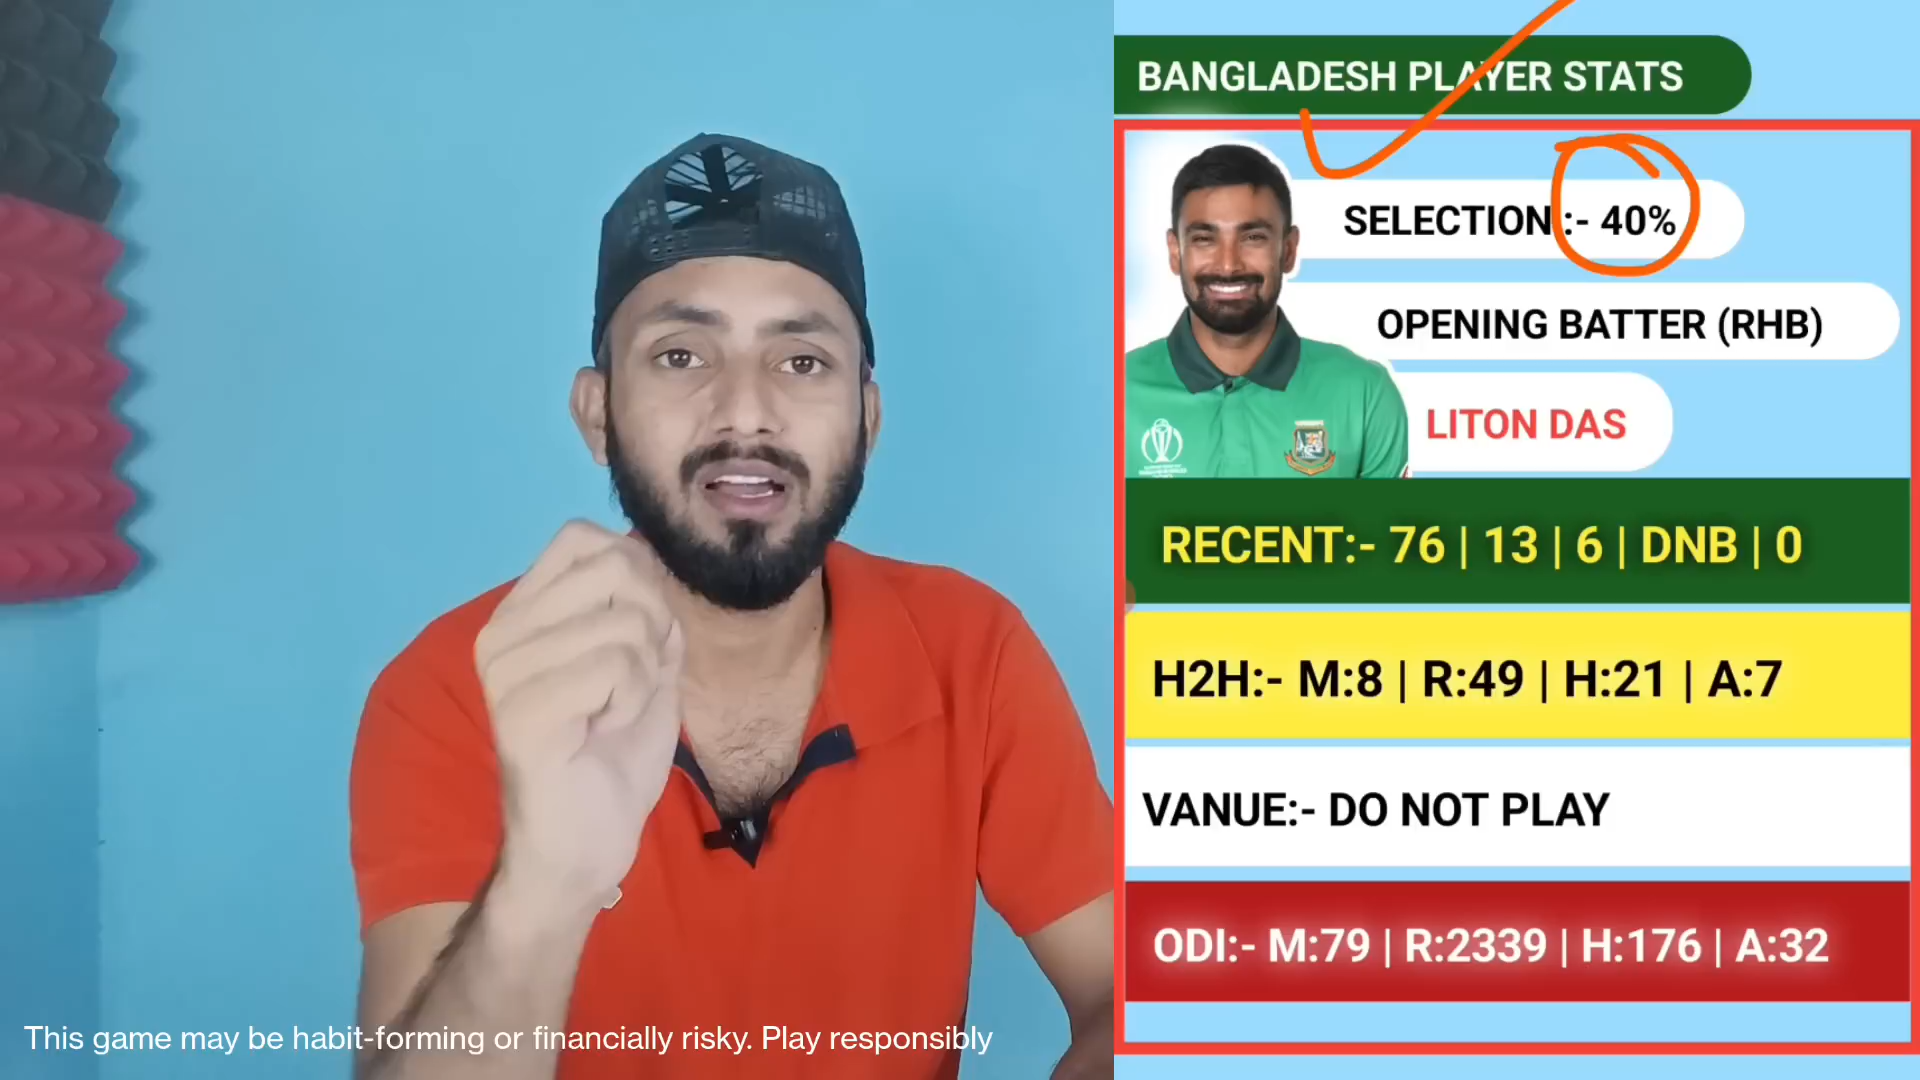 BANGLADESH PLAYER STATS
SELECTION :- 40%
OPENING BATTER (RHB)
LITON DAS
RECENT:- 76 | 13 | 6 | DNB | 0
H2H:- M:8 | R:49 | H:21 | A:7
VANUE:- DO NOT PLAY
ODI:- M:79 | R:2339 | H:176 | A:32
This game may be habit-forming or financially risky. Play responsibly